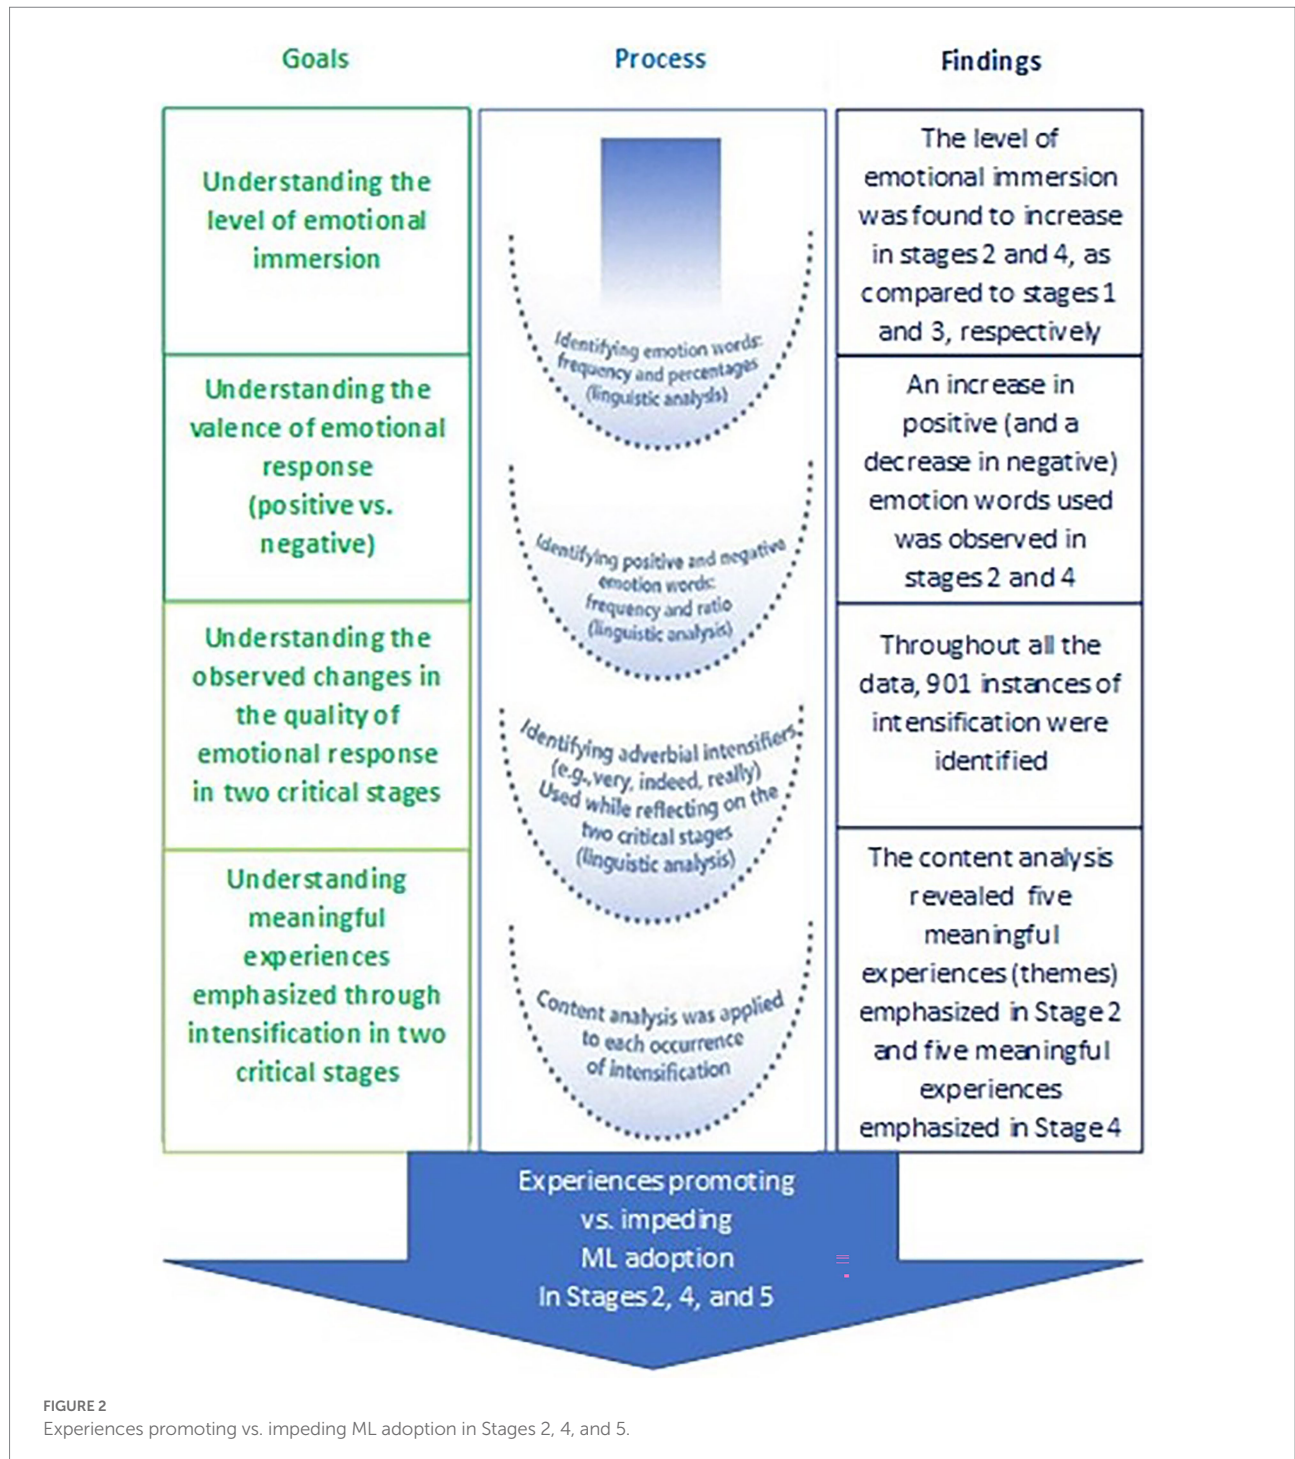 Goals
Process
Findings
Understanding the
level of emotional
immersion
Identifying emotion words:
frequency and percentages
(linguistic analysis)
The level of
emotional immersion
was found to increase
in stages 2 and 4, as
compared to stages 1
and 3, respectively
Understanding the
valence of emotional
response
(positive vs.
negative)
Identifying positive and negative
emotion words:
frequency and ratio
(linguistic analysis)
An increase in
positive (and a
decrease in negative)
emotion words used
was observed in
stages 2 and 4
Understanding the
observed changes in
the quality of
emotional response
in two critical stages
Identifying adverbial intensifiers
(e.g., very, indeed, really)
Used while reflecting on the
two critical stages
(linguistic analysis)
Throughout all the
data, 901 instances of
intensification were
identified
Understanding
meaningful
experiences
emphasized through
intensification in two
critical stages
Content analysis was applied
to each occurrence
of intensification
The content analysis
revealed five
meaningful
experiences (themes)
emphasized in Stage 2
and five meaningful
experiences
emphasized in Stage 4
Experiences promoting
vs. impeding
ML adoption
In Stages 2, 4, and 5
FIGURE 2
Experiences promoting vs. impeding ML adoption in Stages 2, 4, and 5.